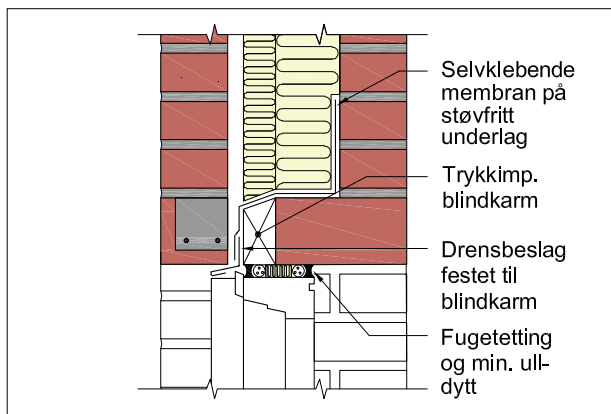 Selvklebende
membran på
støvfritt
underlag
Trykkimp.
blindkarm
Drensbeslag
festet til
blindkarm
Fugetetting
og min. ull-
dytt